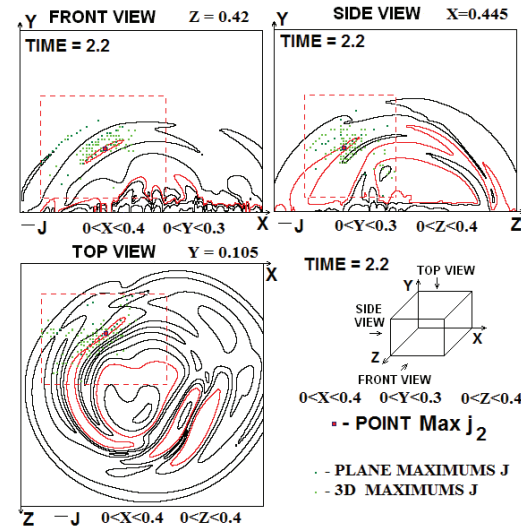 Y FRONT VIEW Z = 0.42
TIME = 2.2
—J 0<X<0.4 0<Y<0.3 X
Y SIDE VIEW X=0.445
TIME = 2.2
—J 0<Y<0.3 0<Z<0.4 Z
TOP VIEW Y = 0.105
X
Z —J 0<X<0.4 0<Z<0.4
TIME = 2.2
TOP VIEW
Y
SIDE
VIEW
X
Z
FRONT VIEW
0<X<0.4 0<Y<0.3 0<Z<0.4
- POINT Max j2
- PLANE MAXIMUMS J
- 3D MAXIMUMS J